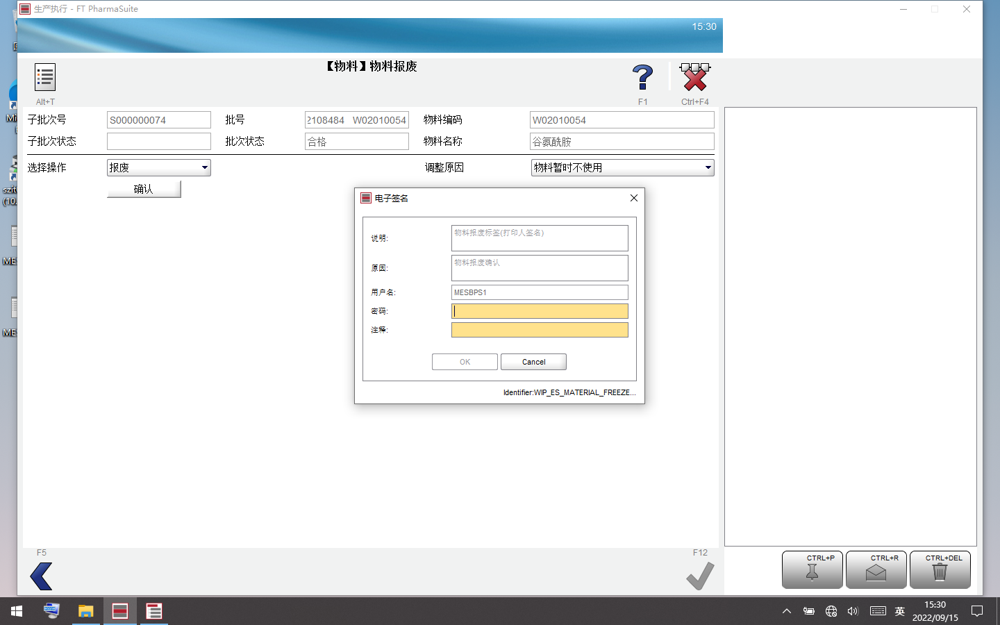 生产执行 - FT PharmaSuite
15:30
【物料】物料报废
Alt+T
F1
Ctrl+F4
子批次号 S000000074 批号 2108484 W02010054 物料编码 W02010054
子批次状态 批次状态 合格 物料名称 谷氨酰胺
选择操作 报废 调整原因 物料暂时不使用
确认
电子签名
说明: 物料报废标签(打印人签名)
原因: 物料报废确认
用户名: MESBPS1
密码:
注释:
OK Cancel
Identifier:WIP_ES_MATERIAL_FREEZE...
F5
F12
CTRL+P
CTRL+R
CTRL+DEL
Mi
szit
(10.
ME
ME
英
15:30
2022/09/15